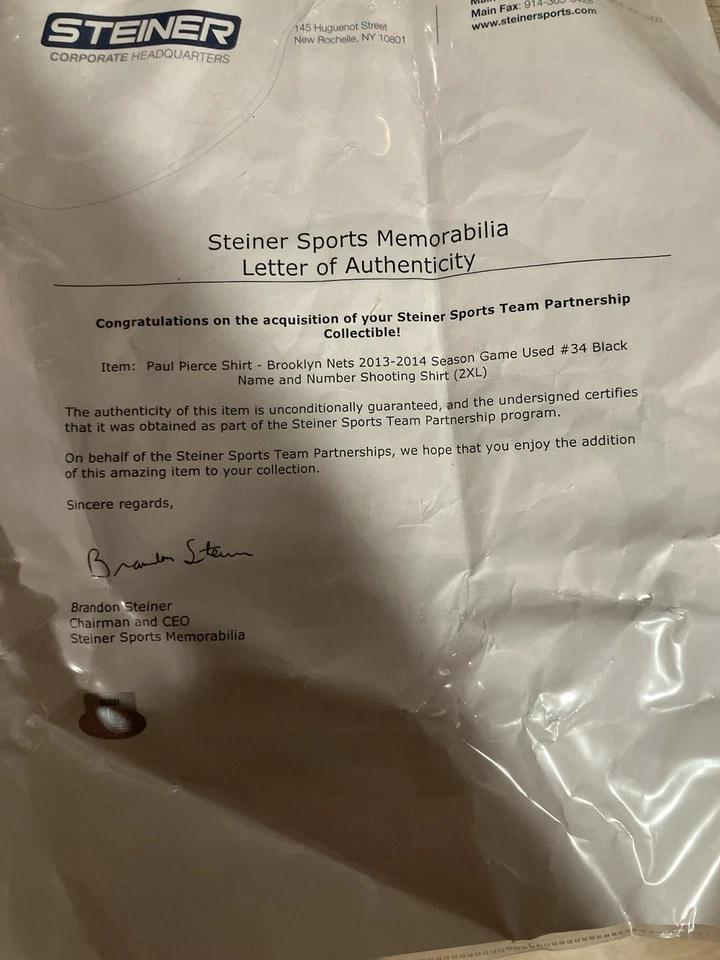 STEINER
CORPORATE HEADQUARTERS
145 Huguenot Street
New Rochelle, NY 10801
Main Fax: 914-
www.steinersports.com
Steiner Sports Memorabilia
Letter of Authenticity
Congratulations on the acquisition of your Steiner Sports Team Partnership
Collectible!
Item: Paul Pierce Shirt - Brooklyn Nets 2013-2014 Season Game Used #34 Black
Name and Number Shooting Shirt (2XL)
The authenticity of this item is unconditionally guaranteed, and the undersigned certifies
that it was obtained as part of the Steiner Sports Team Partnership program.
On behalf of the Steiner Sports Team Partnerships, we hope that you enjoy the addition
of this amazing item to your collection.
Sincere regards,
Brandon Steiner
Brandon Steiner
Chairman and CEO
Steiner Sports Memorabilia